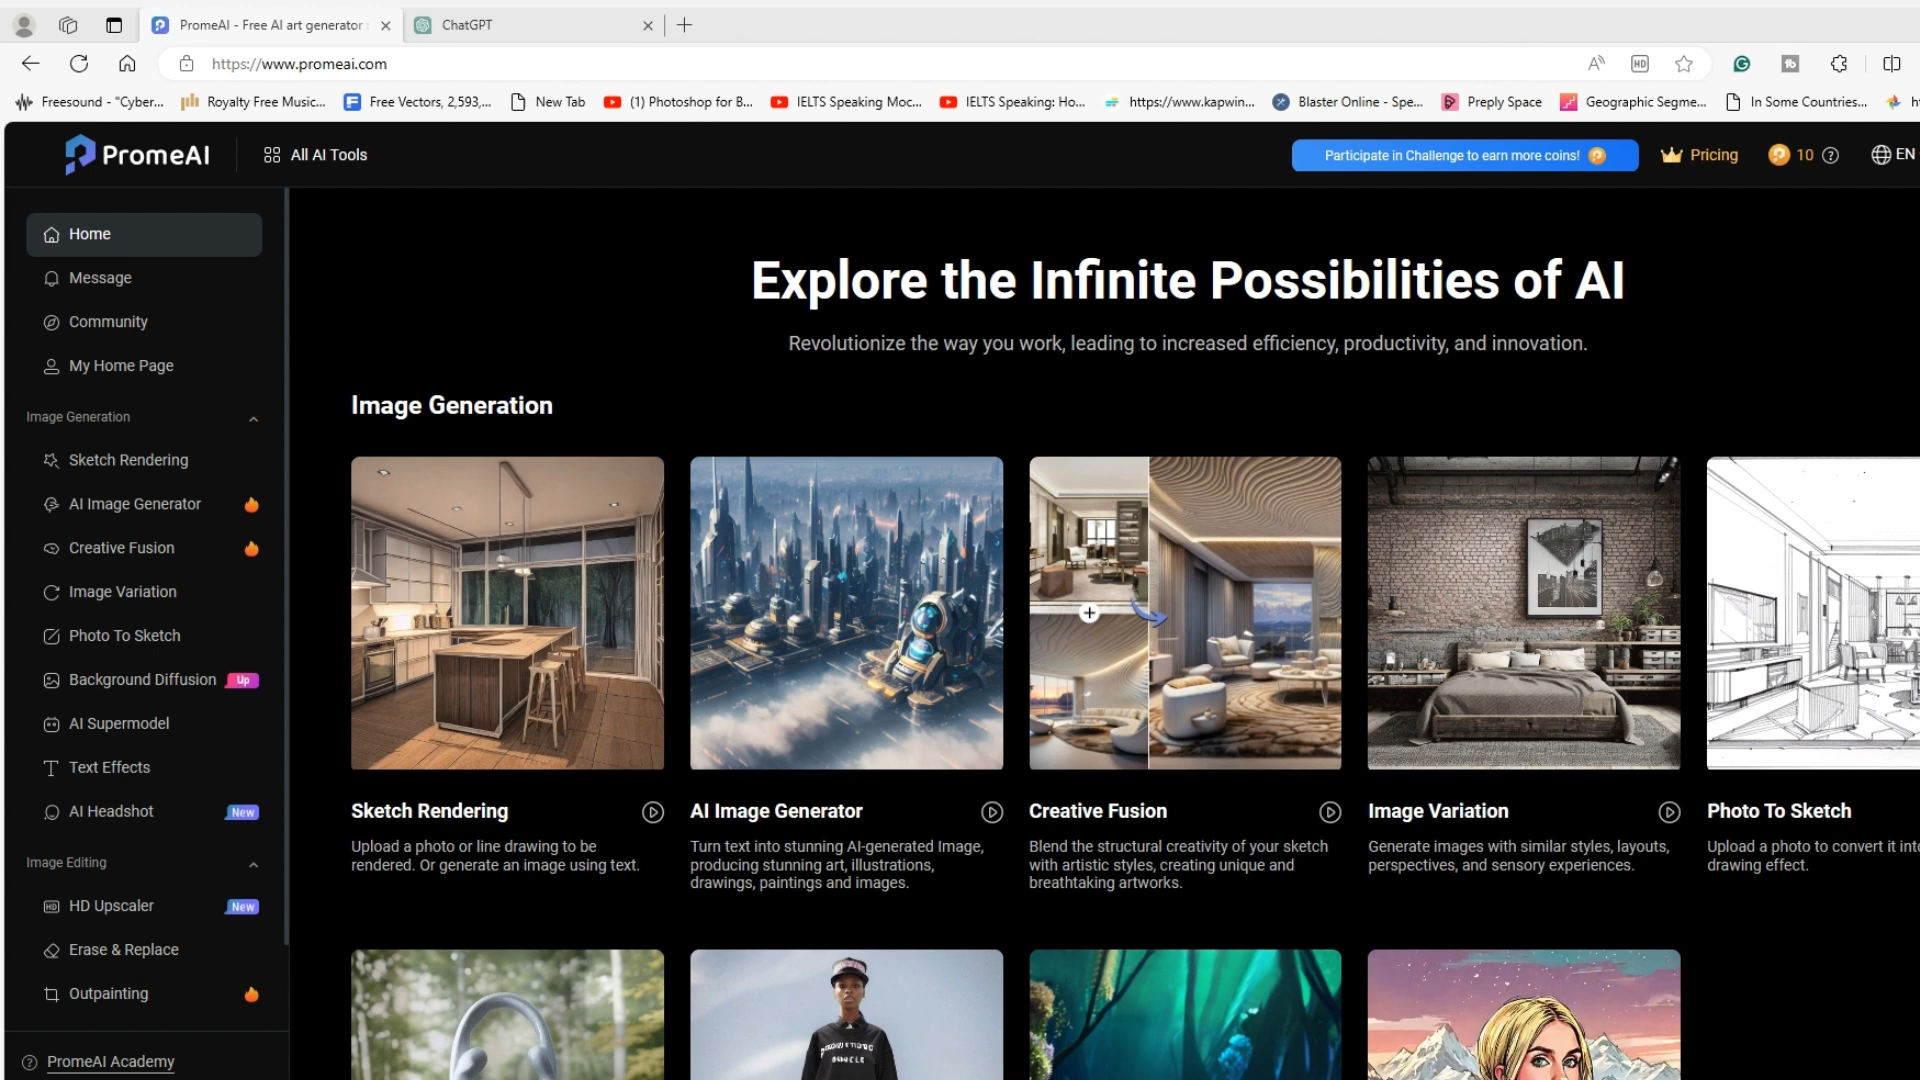 PromeAI - Free AI art generator
ChatGPT
https://www.promeai.com
HD
Freesound - "Cyber...
Royalty Free Music...
Free Vectors, 2,593,...
New Tab
(1) Photoshop for B...
IELTS Speaking Moc...
IELTS Speaking: Ho...
https://www.kapwin...
Blaster Online - Spe...
Preply Space
Geographic Segme...
In Some Countries...
PromeAI
All AI Tools
Participate in Challenge to earn more coins!
Pricing
10
EN
Home
Message
Community
My Home Page
Image Generation
Sketch Rendering
AI Image Generator
Creative Fusion
Image Variation
Photo To Sketch
Background Diffusion Up
AI Supermodel
Text Effects
AI Headshot New
Image Editing
HD Upscaler New
Erase & Replace
Outpainting
PromeAI Academy
Explore the Infinite Possibilities of AI
Revolutionize the way you work, leading to increased efficiency, productivity, and innovation.
Image Generation
Sketch Rendering
Upload a photo or line drawing to be
rendered. Or generate an image using text.
AI Image Generator
Turn text into stunning AI-generated Image,
producing stunning art, illustrations,
drawings, paintings and images.
Creative Fusion
Blend the structural creativity of your sketch
with artistic styles, creating unique and
breathtaking artworks.
Image Variation
Generate images with similar styles, layouts,
perspectives, and sensory experiences.
Photo To Sketch
Upload a photo to convert it into
drawing effect.